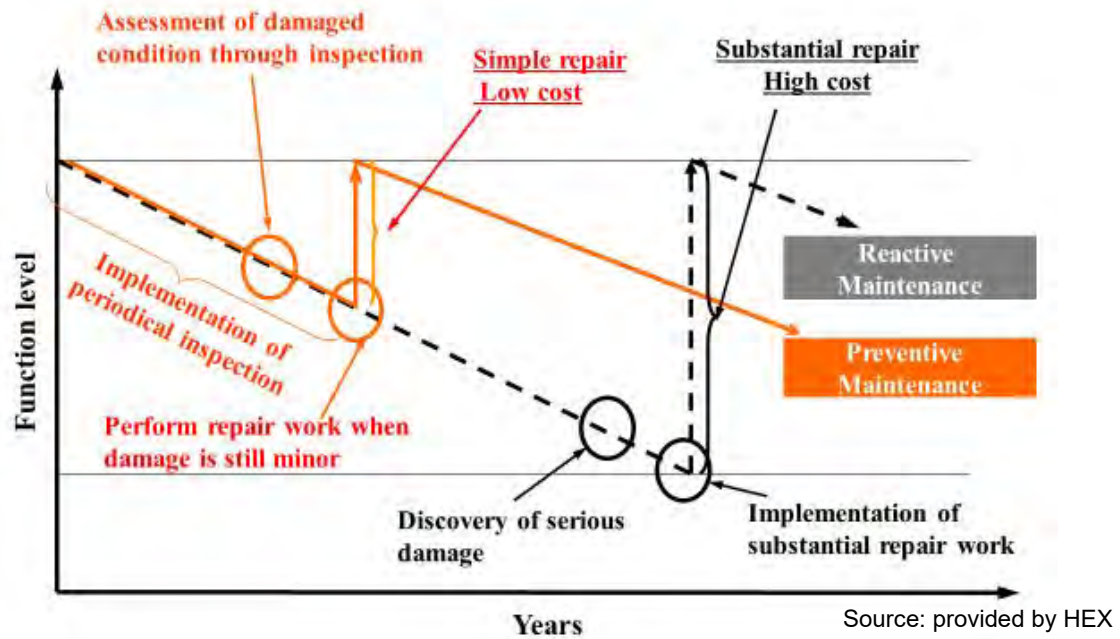 Assessment of damaged
condition through inspection
Simple repair
Low cost
Substantial repair
High cost
Function level
Implementation of
periodical inspection
Reactive
Maintenance
Preventive
Maintenance
Perform repair work when
damage is still minor
Discovery of serious
damage
Implementation of
substantial repair work
Years
Source: provided by HEX